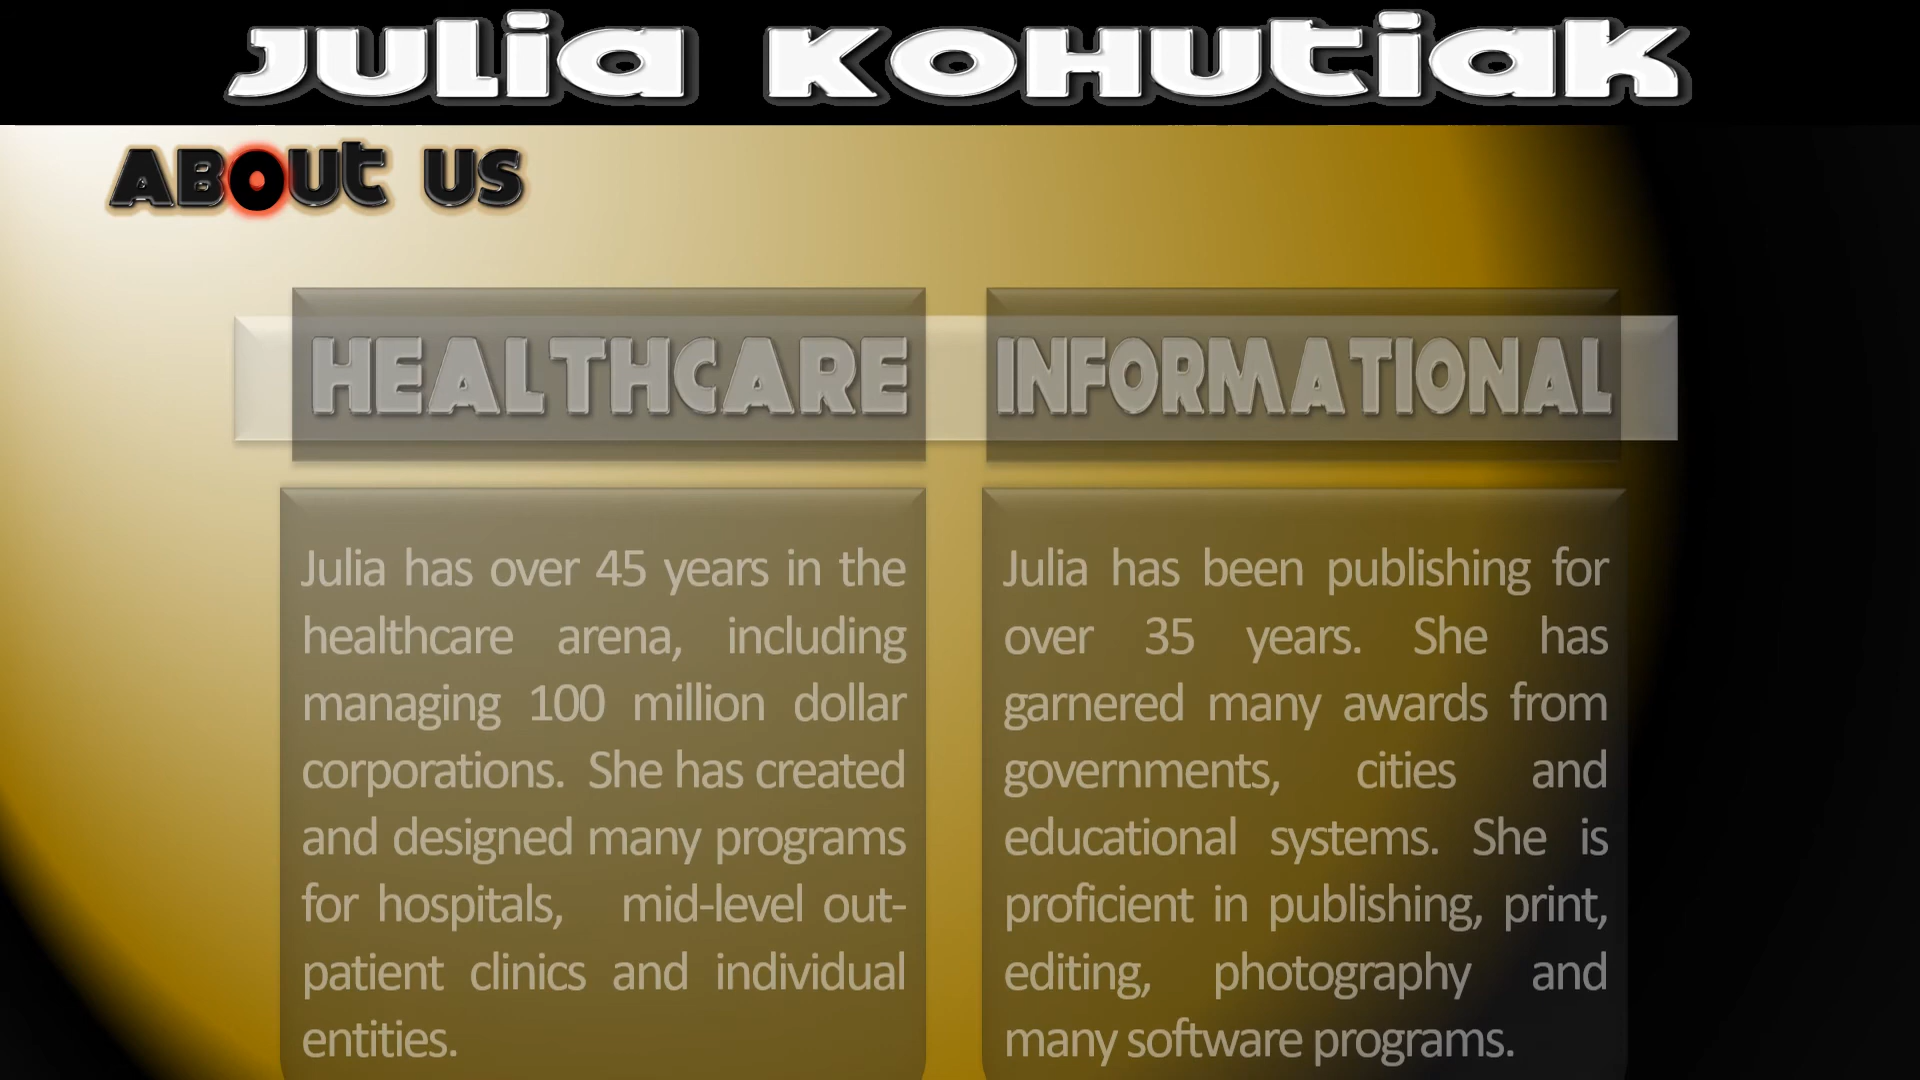 Julia Kohutiak
About Us
HEALTHCARE
Julia has over 45 years in the
healthcare arena, including
managing 100 million dollar
corporations. She has created
and designed many programs
for hospitals, mid-level out-
patient clinics and individual
entities.
INFORMATIONAL
Julia has been publishing for
over 35 years. She has
garnered many awards from
governments, cities and
educational systems. She is
proficient in publishing, print,
editing, photography and
many software programs.